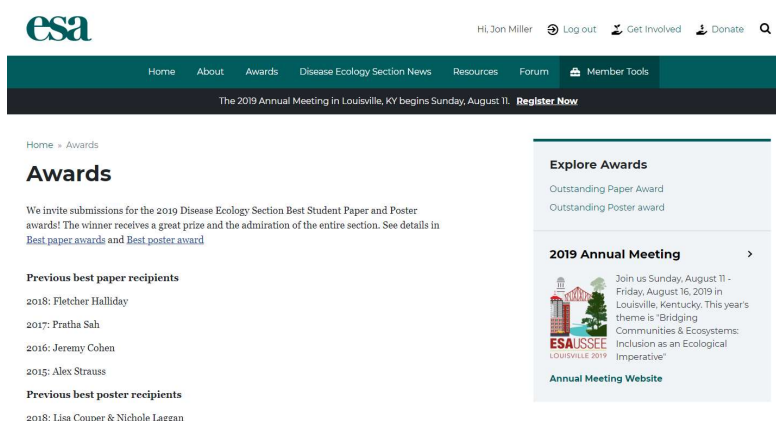 esa
Hi, Jon Miller Log out Get Involved Donate
Home About Awards Disease Ecology Section News Resources Forum Member Tools
The 2019 Annual Meeting in Louisville, KY begins Sunday, August 11. Register Now
Home » Awards
Awards
We invite submissions for the 2019 Disease Ecology Section Best Student Paper and Poster
awards! The winner receives a great prize and the admiration of the entire section. See details in
Best paper awards and Best poster award
Previous best paper recipients
2018: Fletcher Halliday
2017: Pratha Sah
2016: Jeremy Cohen
2015: Alex Strauss
Previous best poster recipients
2018: Lisa Couper & Nichole Laggan
Explore Awards
Outstanding Paper Award
Outstanding Poster award
2019 Annual Meeting
ESAUSSEE
LOUISVILLE 2019
Join us Sunday, August 11 -
Friday, August 16, 2019 in
Louisville, Kentucky. This year's
theme is "Bridging
Communities & Ecosystems:
Inclusion as an Ecological
Imperative"
Annual Meeting Website